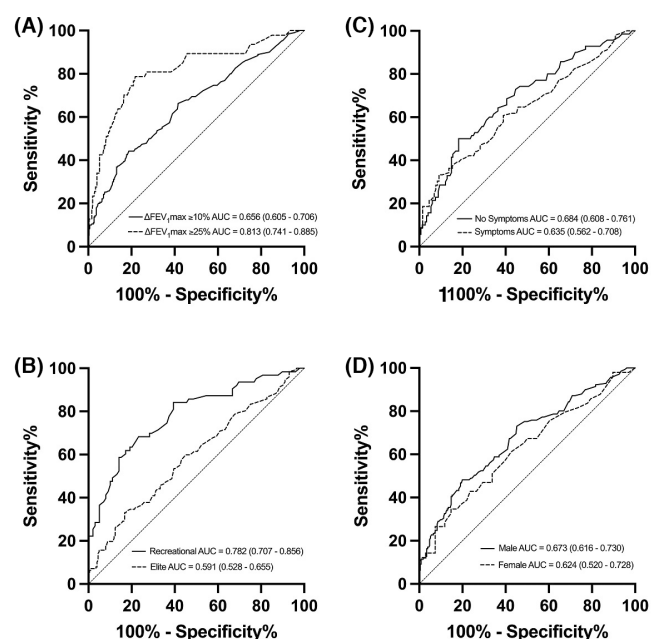 (A)
100
80
60
40
20
0
Sensitivity %
ΔFEV₁max ≥10% AUC = 0.656 (0.605 - 0.706)
ΔFEV₁max ≥25% AUC = 0.813 (0.741 - 0.885)
0 20 40 60 80 100
100% - Specificity%
(C)
100
80
60
40
20
0
Sensitivity %
No Symptoms AUC = 0.684 (0.608 - 0.761)
Symptoms AUC = 0.635 (0.562 - 0.708)
0 20 40 60 80 100
1100% - Specificity%
(B)
100
80
60
40
20
0
Sensitivity%
Recreational AUC = 0.782 (0.707 - 0.856)
Elite AUC = 0.591 (0.528 - 0.655)
0 20 40 60 80 100
100% - Specificity%
(D)
100
80
60
40
20
0
Sensitivity%
Male AUC = 0.673 (0.616 - 0.730)
Female AUC = 0.624 (0.520 - 0.728)
0 20 40 60 80 100
100% - Specificity%